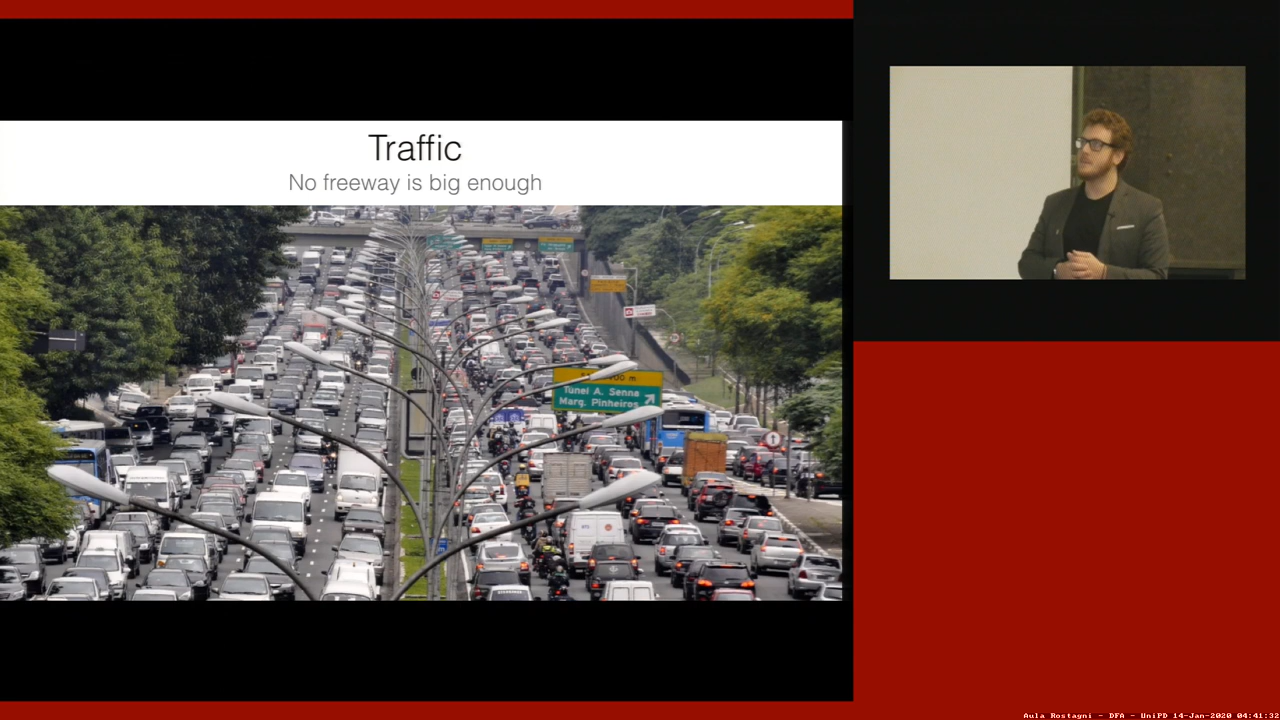 Traffic
No freeway is big enough
Túnel A. Senna
Marg. Pinheiros
Aula Rostagni - DFA - UniPD 14-Jan-2020 04:41:32